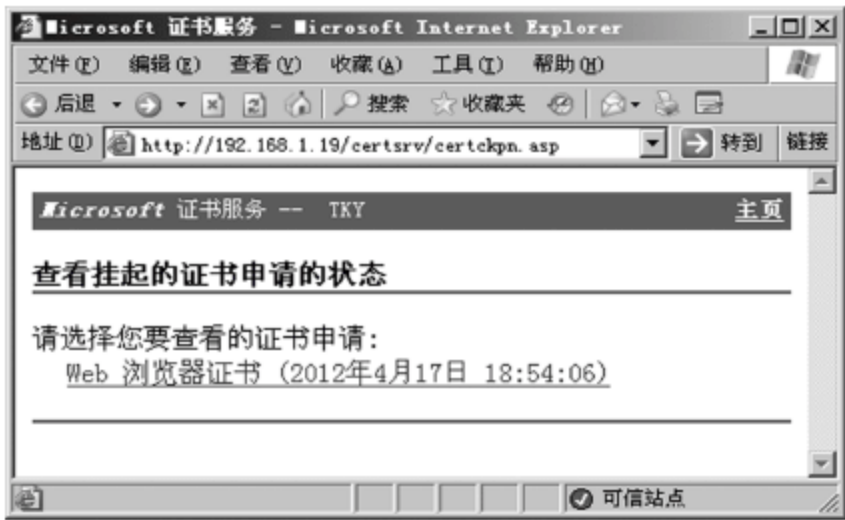 Microsoft 证书服务 - Microsoft Internet Explorer
文件(F) 编辑(E) 查看(V) 收藏(A) 工具(T) 帮助(H)
后退 搜索 收藏夹
地址(D) http://192.168.1.19/certsrv/certckpn.asp 转到 链接
Microsoft 证书服务 -- TKY 主页
查看挂起的证书申请的状态
请选择您要查看的证书申请:
Web 浏览器证书 (2012年4月17日 18:54:06)
可信站点